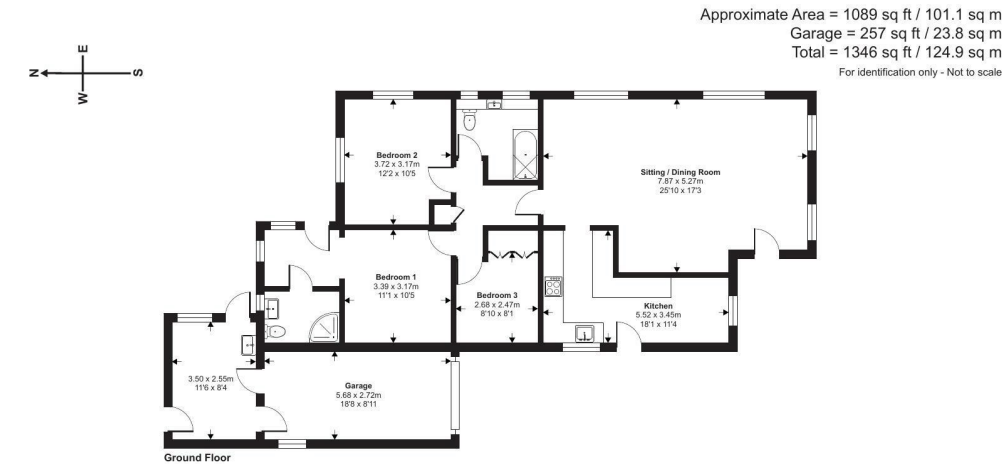 Approximate Area = 1089 sq ft / 101.1 sq m
Garage = 257 sq ft / 23.8 sq m
Total = 1346 sq ft / 124.9 sq m
For identification only - Not to scale
E
N
S
W
Bedroom 2
3.72 x 3.17m
12'2 x 10'5
Sitting / Dining Room
7.87 x 5.27m
25'10 x 17'3
Bedroom 1
3.39 x 3.17m
11'1 x 10'5
Bedroom 3
2.68 x 2.47m
8'10 x 8'1
Kitchen
5.52 x 3.45m
18'1 x 11'4
3.50 x 2.55m
11'6 x 8'4
Garage
5.68 x 2.72m
18'8 x 8'11
Ground Floor